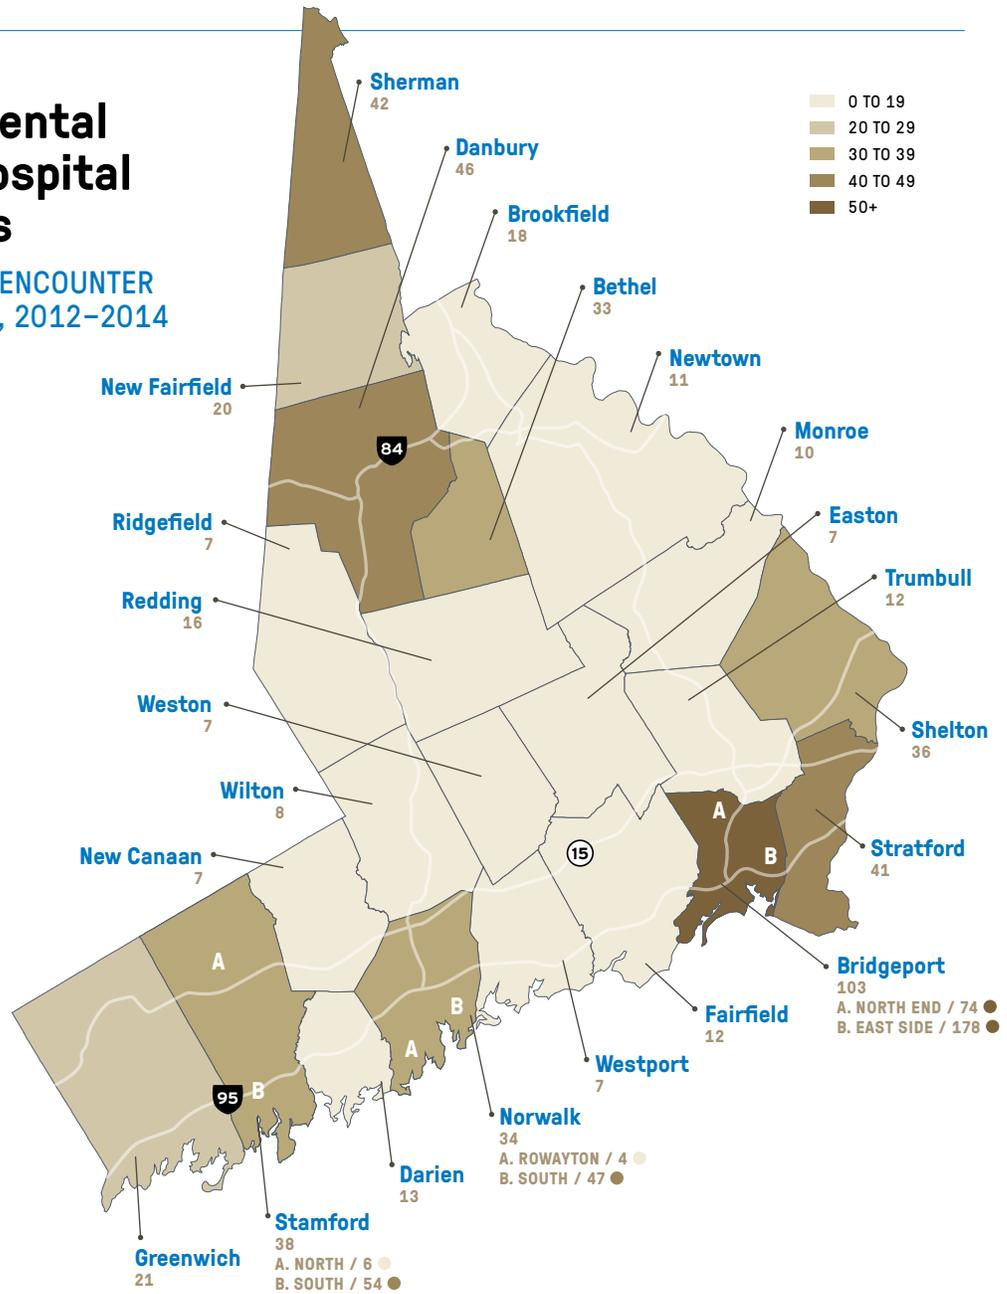 ental
ospital
s
ENCOUNTER
, 2012–2014
0 TO 19
20 TO 29
30 TO 39
40 TO 49
50+
Sherman
42
Danbury
46
Brookfield
18
Bethel
33
Newtown
11
New Fairfield
20
Monroe
10
84
Ridgefield
7
Easton
7
Trumbull
12
Redding
16
Weston
7
Shelton
36
Wilton
8
A
B
Stratford
41
15
New Canaan
7
A
Bridgeport
103
A. NORTH END / 74
B. EAST SIDE / 178
B
A
Fairfield
12
Westport
7
95
B
Norwalk
34
A. ROWAYTON / 4
B. SOUTH / 47
Darien
13
Stamford
38
A. NORTH / 6
B. SOUTH / 54
Greenwich
21